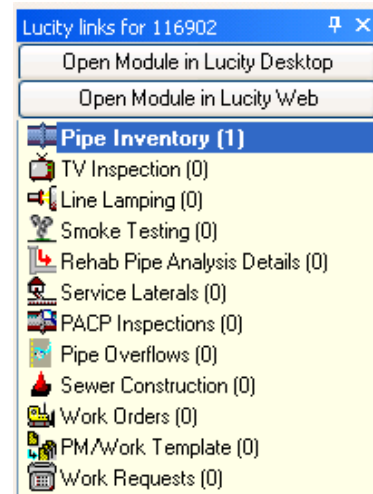 Lucity links for 116902
Open Module in Lucity Desktop
Open Module in Lucity Web
Pipe Inventory (1)
TV Inspection (0)
Line Lamping (0)
Smoke Testing (0)
Rehab Pipe Analysis Details (0)
Service Laterals (0)
PACP Inspections (0)
Pipe Overflows (0)
Sewer Construction (0)
Work Orders (0)
PM/Work Template (0)
Work Requests (0)